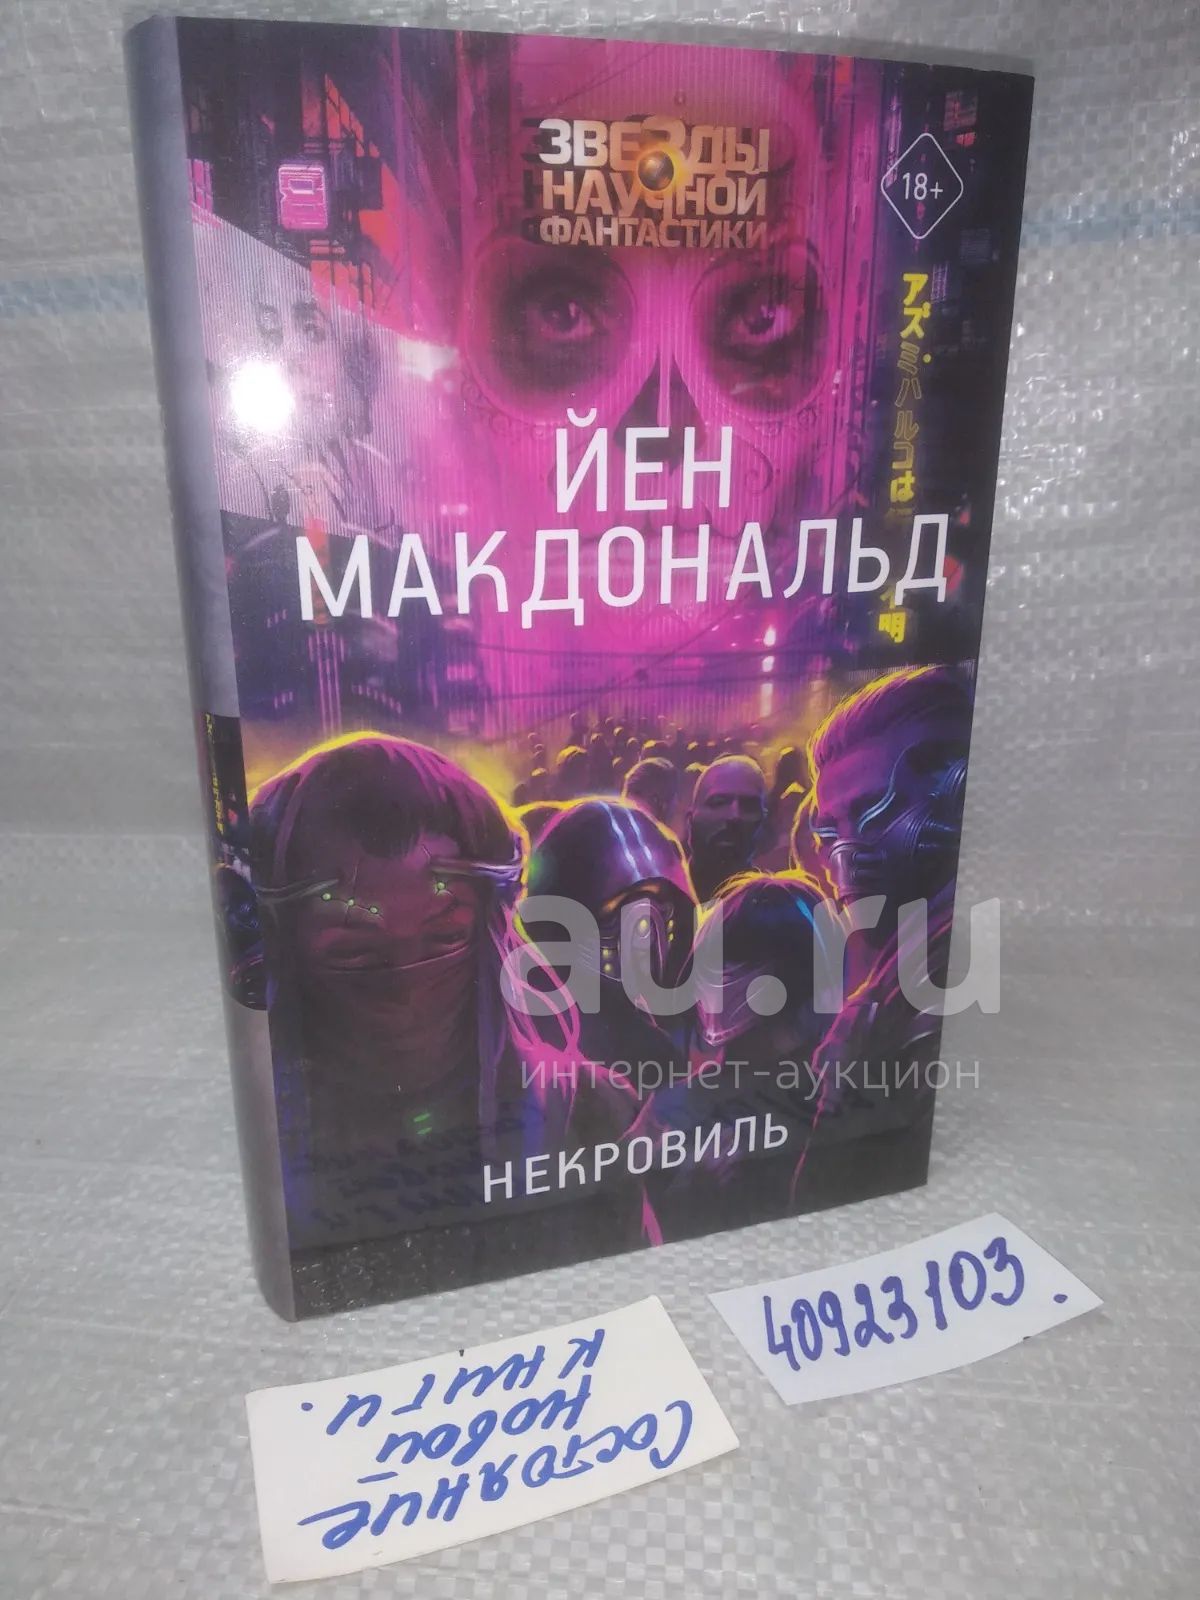 ЗВЕЗДЫ
НАУЧНОЙ
ФАНТАСТИКИ
18+
アズミハルコは
明
ЙЕН
МАКДОНАЛЬД
au.ru
интернет-аукцион
НЕКРОВИЛЬ
40923103.
Состояние
новой
книги.